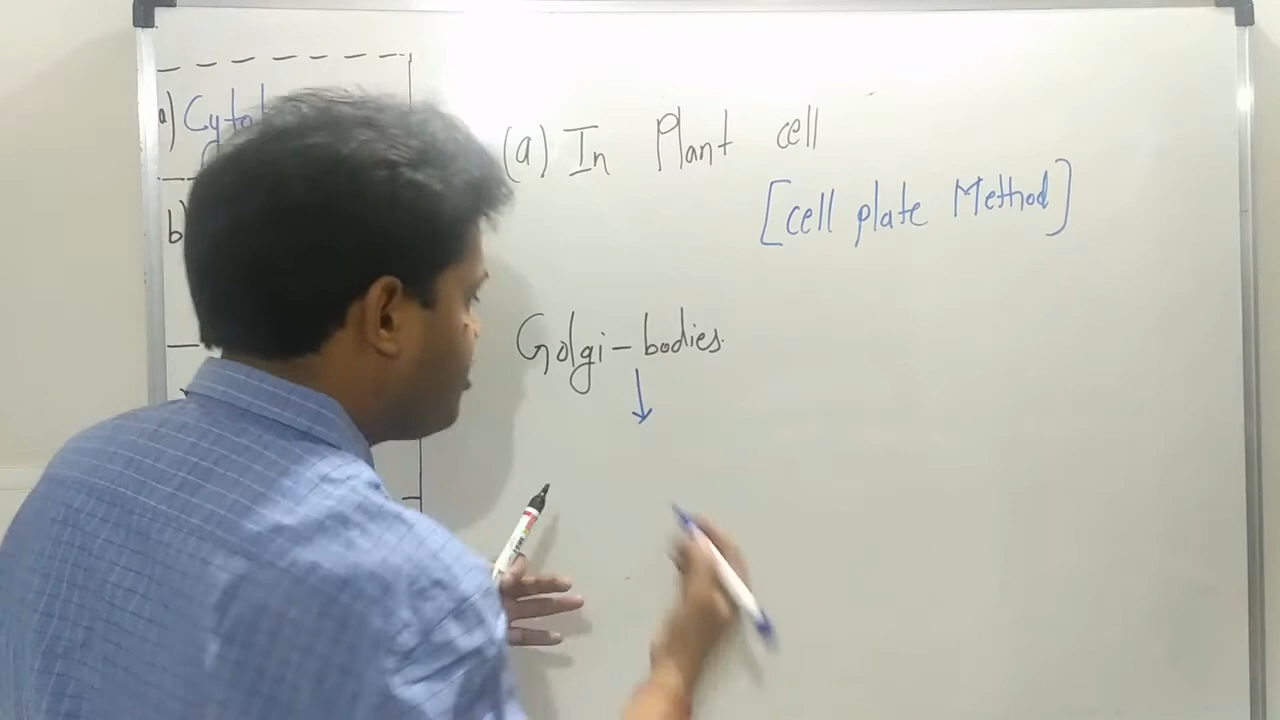 a)
b)
(a) In Plant cell
[cell plate Method]
Golgi-bodies